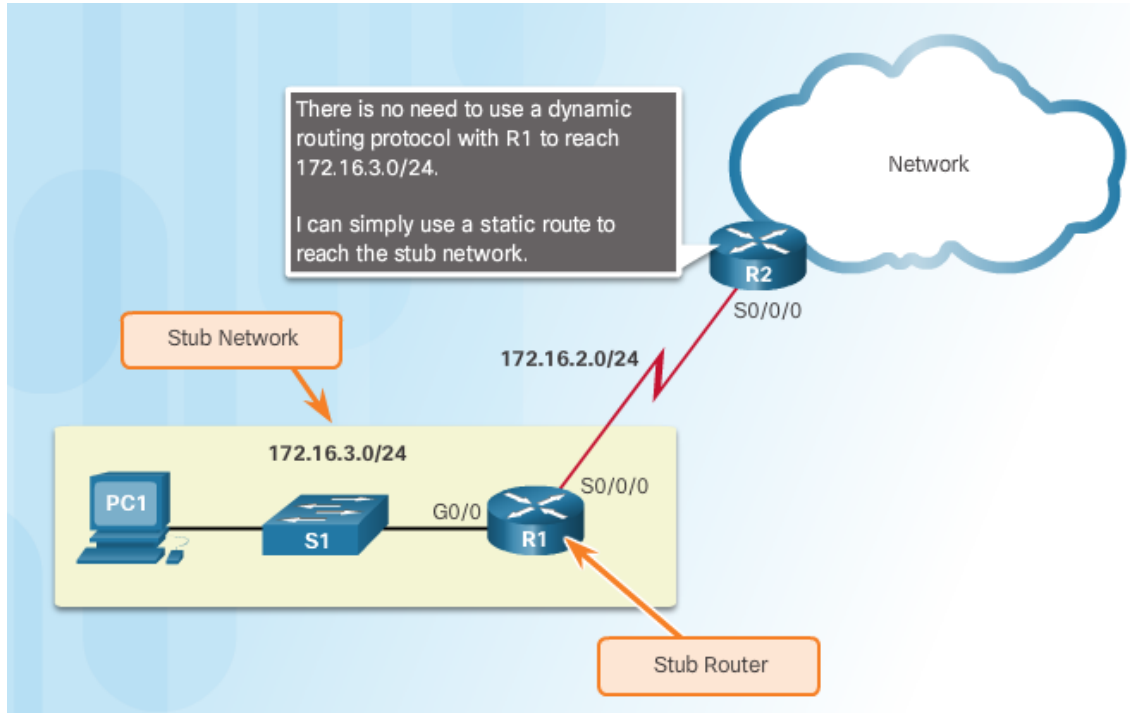 There is no need to use a dynamic
routing protocol with R1 to reach
172.16.3.0/24.
I can simply use a static route to
reach the stub network.
Network
R2
S0/0/0
Stub Network
172.16.2.0/24
172.16.3.0/24
S0/0/0
PC1
G0/0
S1
R1
Stub Router